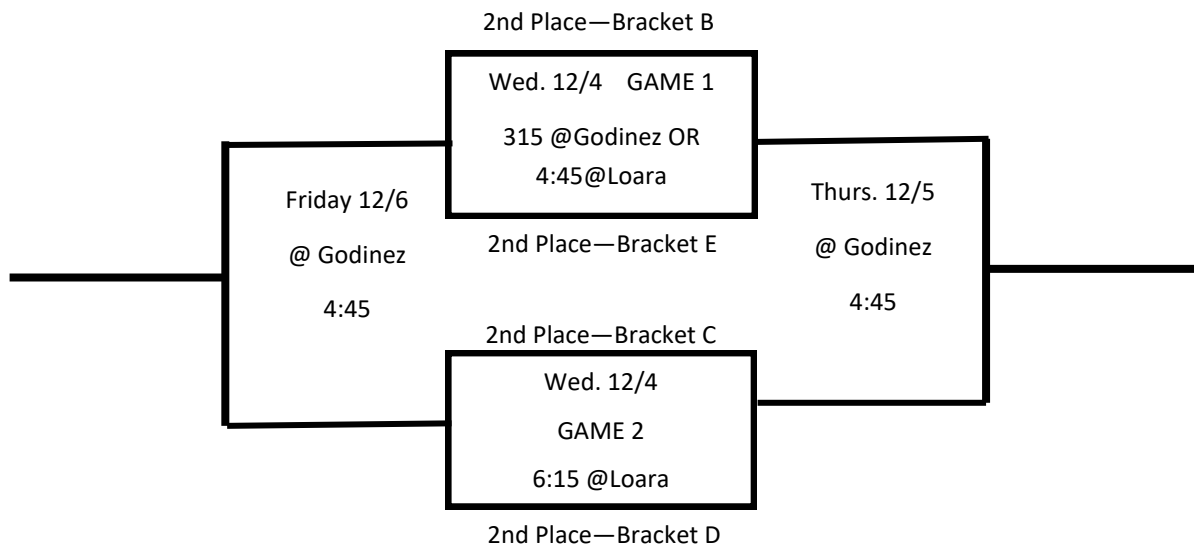 2nd Place—Bracket B
Wed. 12/4 GAME 1
315 @Godinez OR
4:45@Loara
2nd Place—Bracket E
Friday 12/6
@ Godinez
4:45
Thurs. 12/5
@ Godinez
4:45
2nd Place—Bracket C
Wed. 12/4
GAME 2
6:15 @Loara
2nd Place—Bracket D